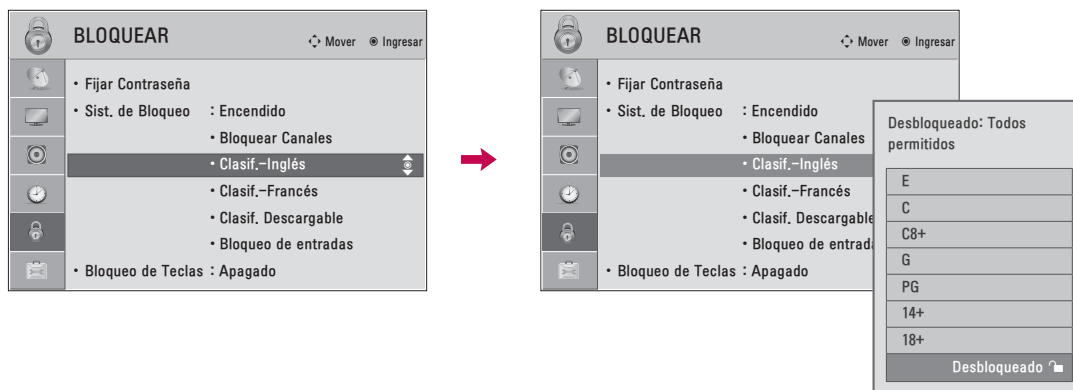 BLOQUEAR
Mover
Ingresar
• Fijar Contraseña
• Sist. de Bloqueo : Encendido
• Bloquear Canales
• Clasif.-Inglés
• Clasif.-Francés
• Clasif. Descargable
• Bloqueo de entradas
• Bloqueo de Teclas : Apagado
BLOQUEAR
Mover
Ingresar
• Fijar Contraseña
• Sist. de Bloqueo : Encendido
• Bloquear Canales
• Clasif.-Inglés
• Clasif.-Francés
• Clasif. Descargable
• Bloqueo de entrad
• Bloqueo de Teclas : Apagado
Desbloqueado: Todos
permitidos
E
C
C8+
G
PG
14+
18+
Desbloqueado